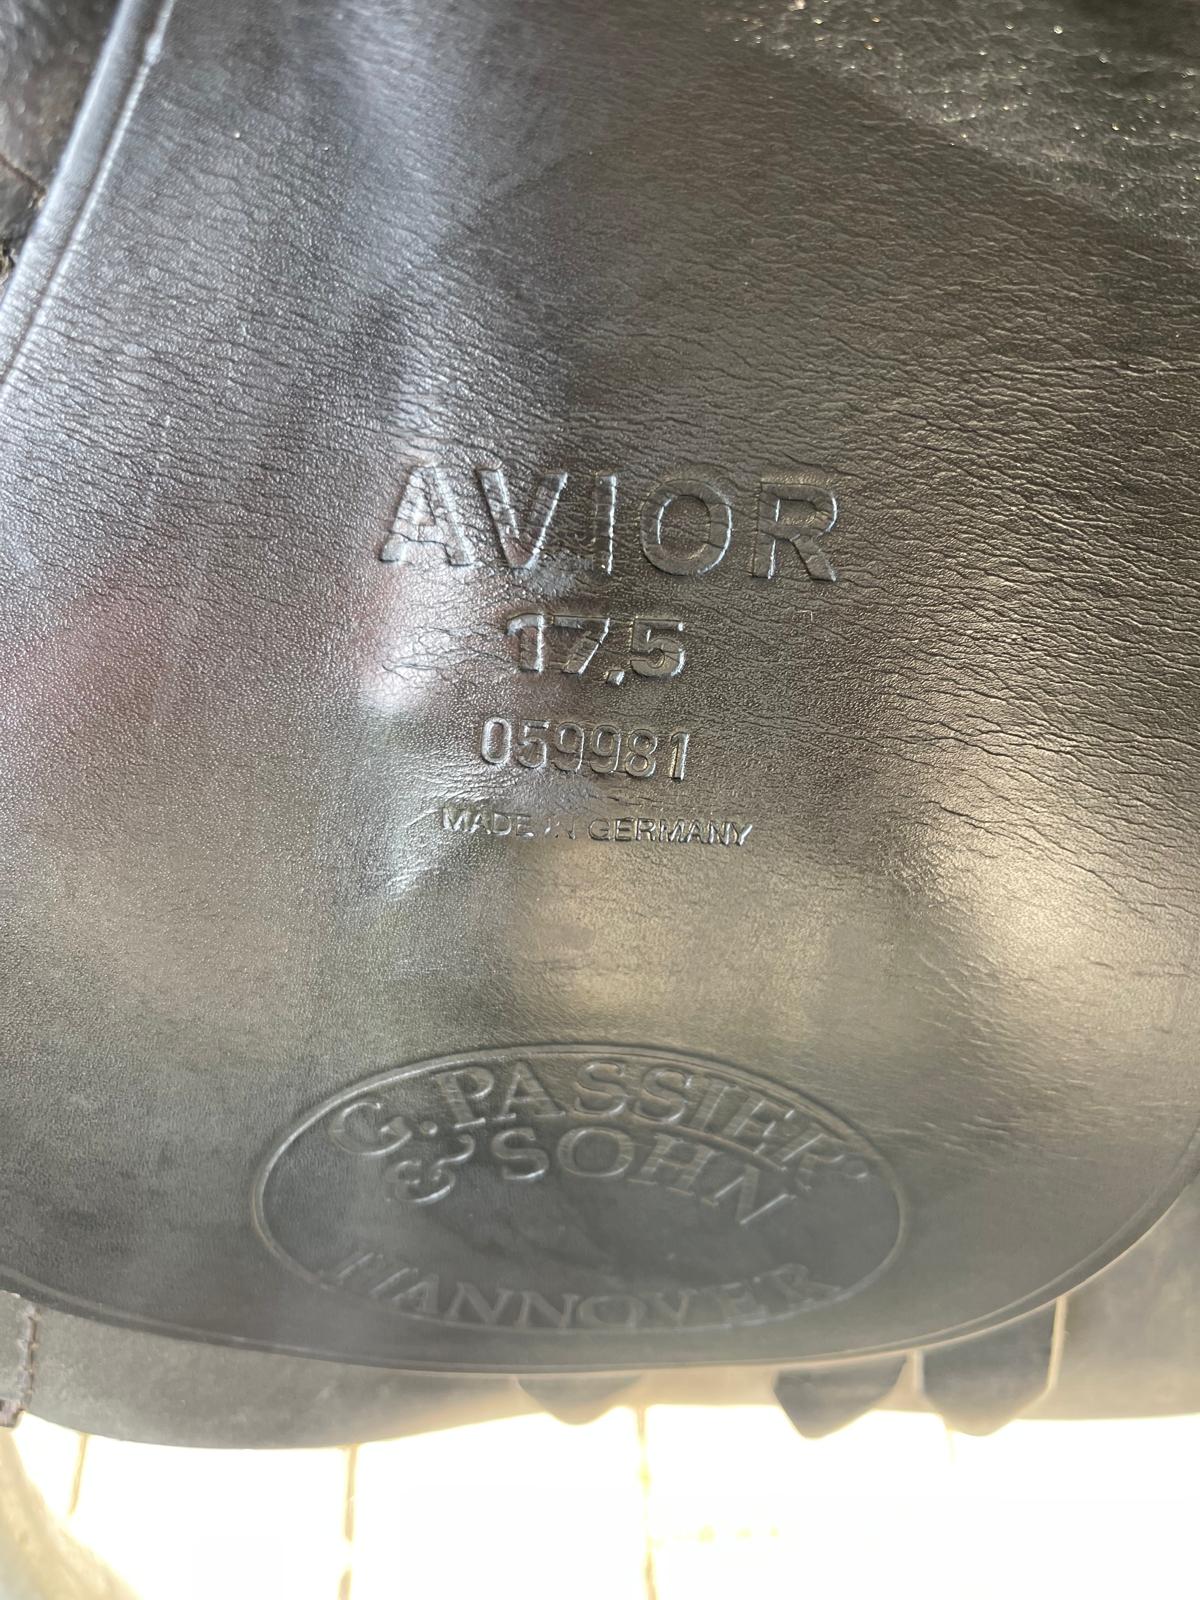 AVIOR
17,5
059981
MADE IN GERMANY
G. PASSIER
& SOHN
HANNOVER